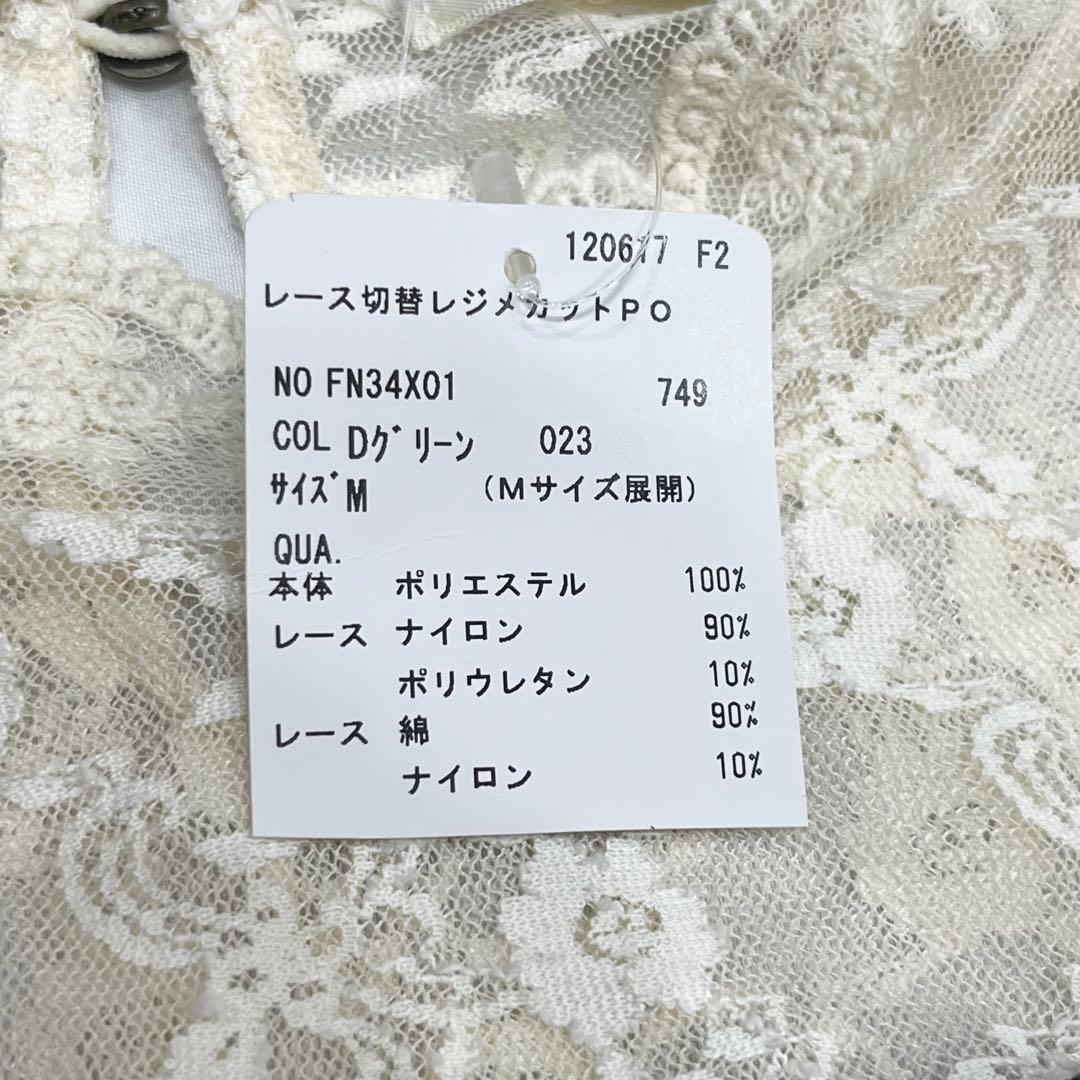 120617 F2
レース切替レジメカットPO
NO FN34X01 749
COL Dグリーン 023
サイズM (Mサイズ展開)
QUA.
本体 ポリエステル 100%
レース ナイロン 90%
ポリウレタン 10%
レース 綿 90%
ナイロン 10%